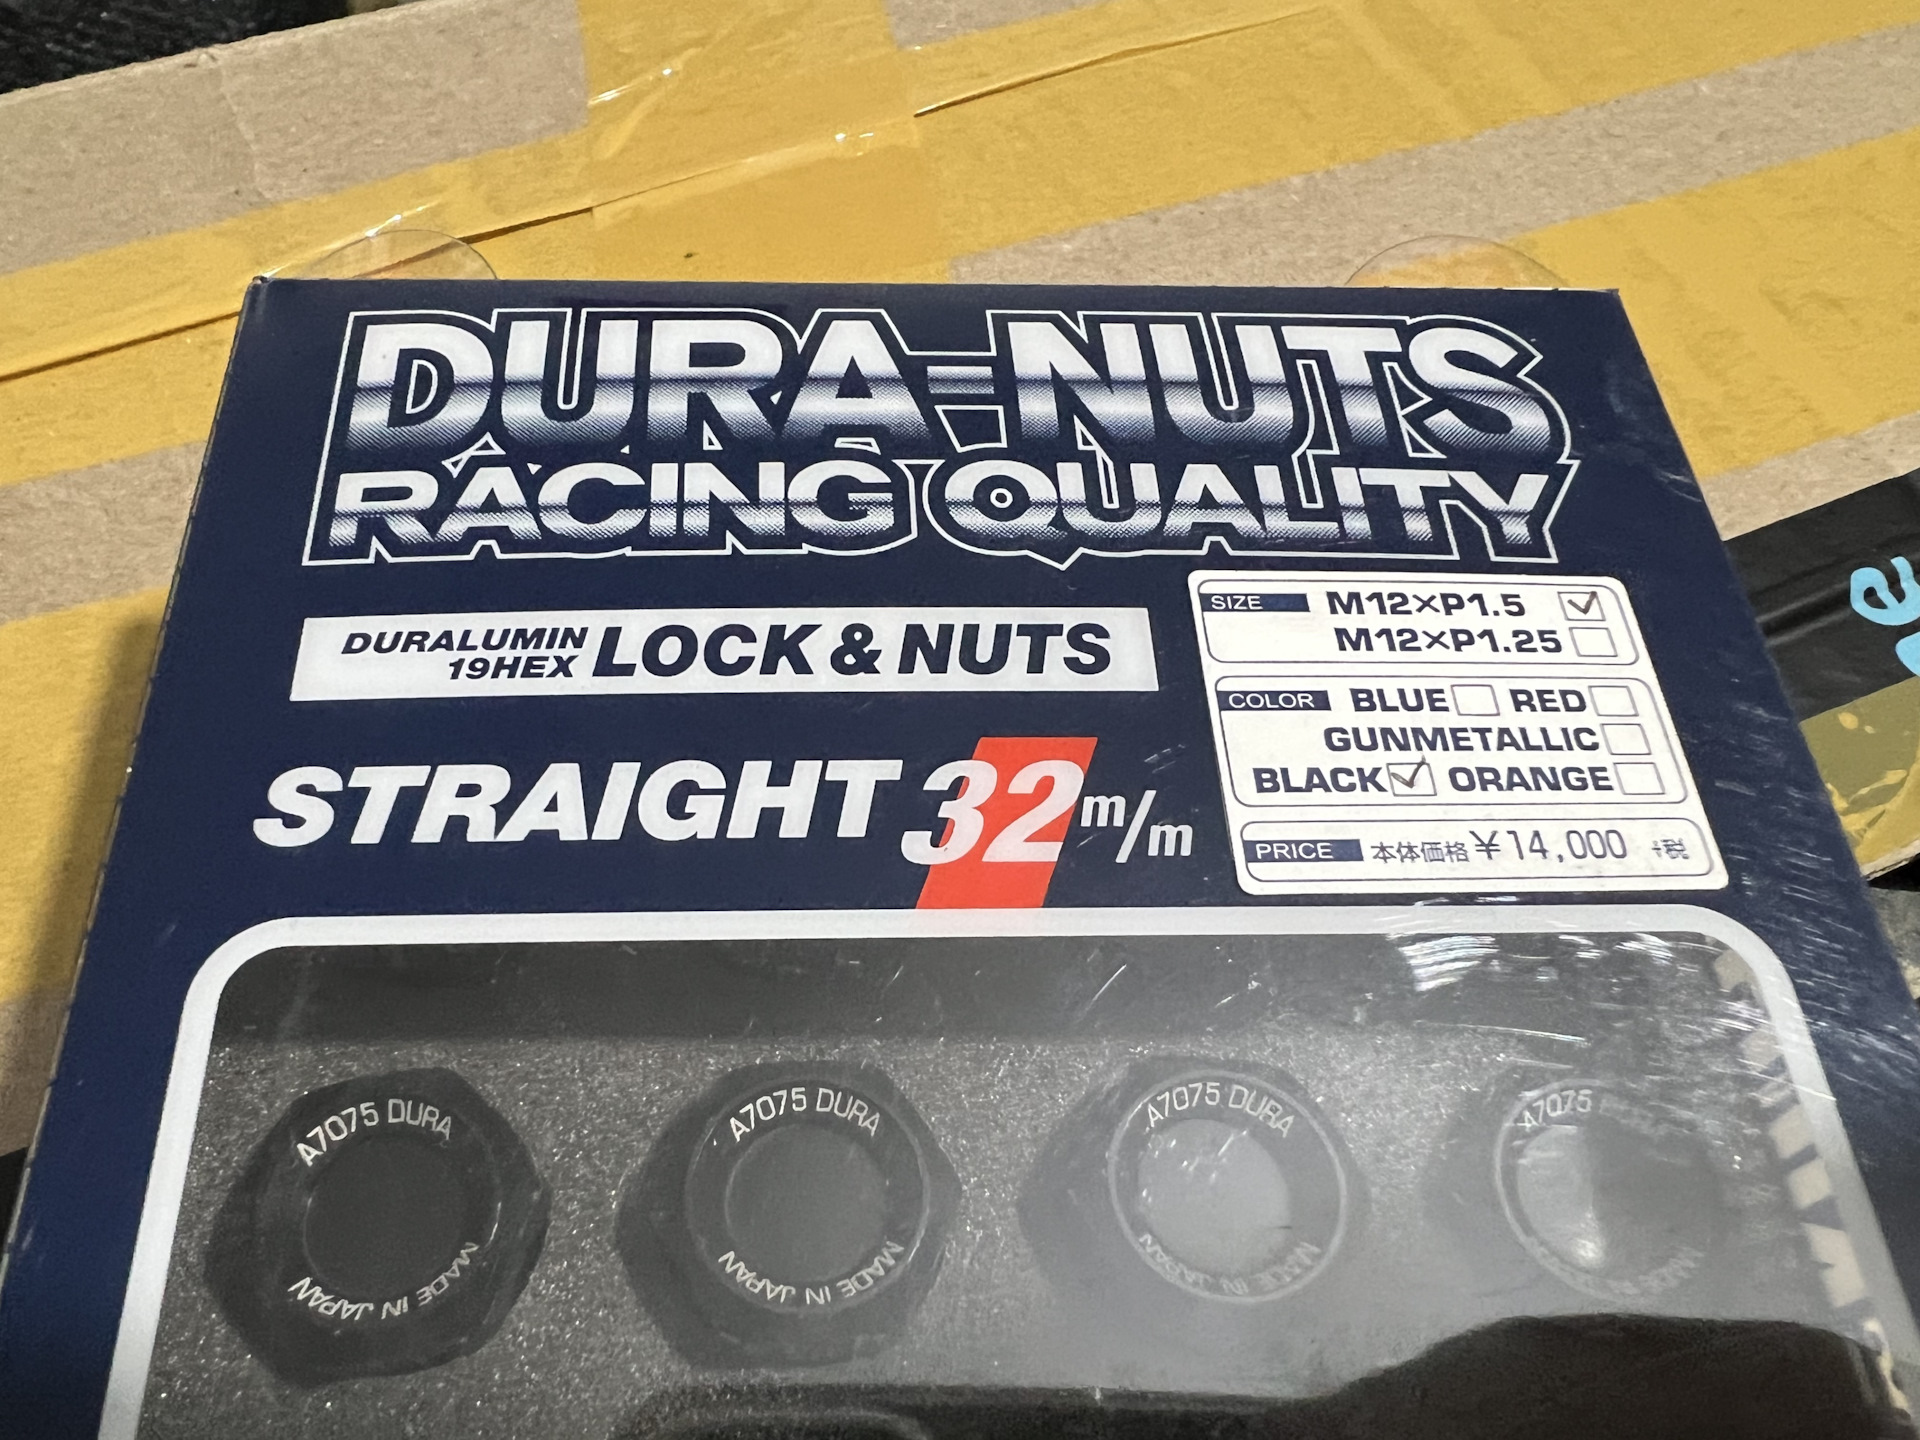 DURA-NUTS
RACING QUALITY
DURALUMIN
19HEX
LOCK & NUTS
STRAIGHT 32 m/m
SIZE M12×P1.5
M12×P1.25
COLOR BLUE RED
GUNMETALLIC
BLACK ORANGE
PRICE 本体価格 ¥14,000 +税
A7075 DURA
MADE IN JAPAN
A7075 DURA
MADE IN JAPAN
A7075 DURA
MADE IN JAPAN
A7075